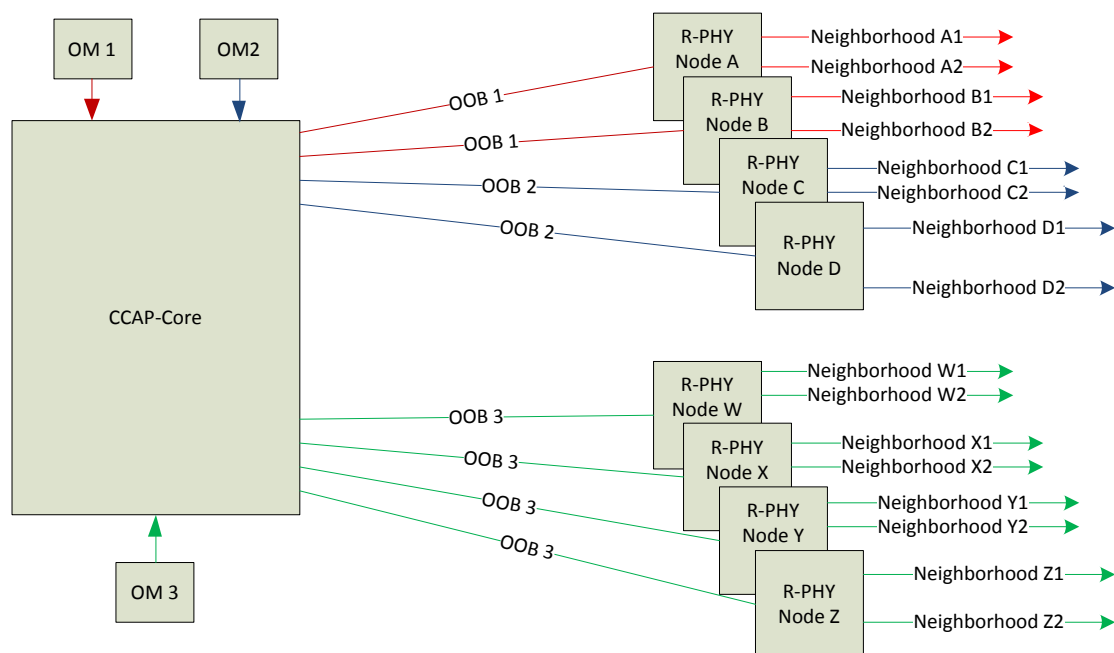 OM 1
OM2
CCAP-Core
OM 3
OOB 1
OOB 1
OOB 2
OOB 2
R-PHY
Node A
Neighborhood A1
Neighborhood A2
R-PHY
Node B
Neighborhood B1
Neighborhood B2
R-PHY
Node C
Neighborhood C1
Neighborhood C2
R-PHY
Node D
Neighborhood D1
Neighborhood D2
OOB 3
OOB 3
OOB 3
OOB 3
R-PHY
Node W
Neighborhood W1
Neighborhood W2
R-PHY
Node X
Neighborhood X1
Neighborhood X2
R-PHY
Node Y
Neighborhood Y1
Neighborhood Y2
R-PHY
Node Z
Neighborhood Z1
Neighborhood Z2